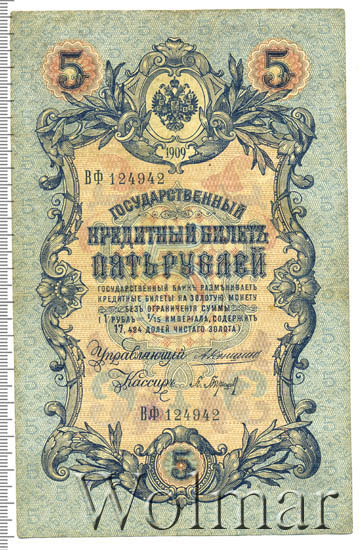 5 5
1909
ВФ 124942
ГОСУДАРСТВЕННЫЙ
КРЕДИТНЫЙ БИЛЕТЪ
ПЯТЬ РУБЛЕЙ
ГОСУДАРСТВЕННЫЙ БАНКЪ РАЗМѢНИВАЕТЪ
КРЕДИТНЫЕ БИЛЕТЫ НА ЗОЛОТУЮ МОНЕТУ
БЕЗЪ ОГРАНИЧЕНІЯ СУММЫ
(1 РУБЛЬ = 1/15 ИМПЕРІАЛА, СОДЕРЖИТЪ
17,424 ДОЛЕЙ ЧИСТАГО ЗОЛОТА)
Управляющій
Кассиръ
ВФ 124942
5
Wolmar